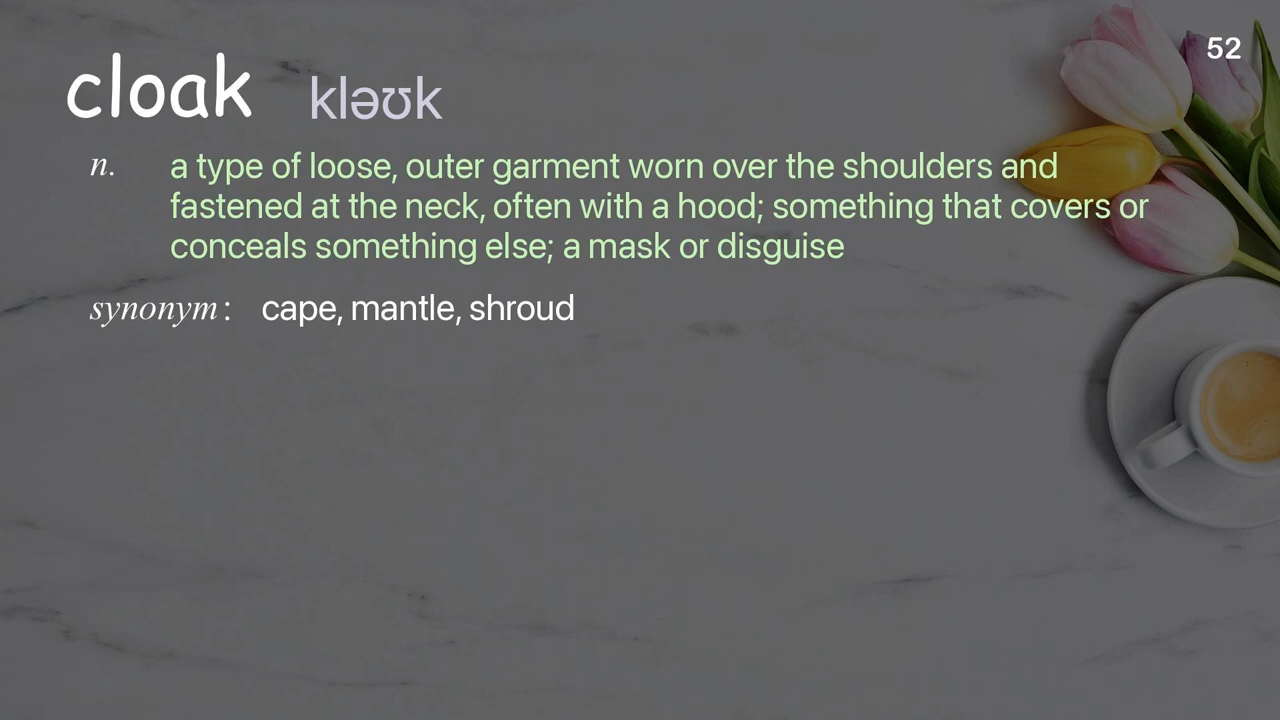 52
cloak kləʊk
n. a type of loose, outer garment worn over the shoulders and
fastened at the neck, often with a hood; something that covers or
conceals something else; a mask or disguise
synonym: cape, mantle, shroud